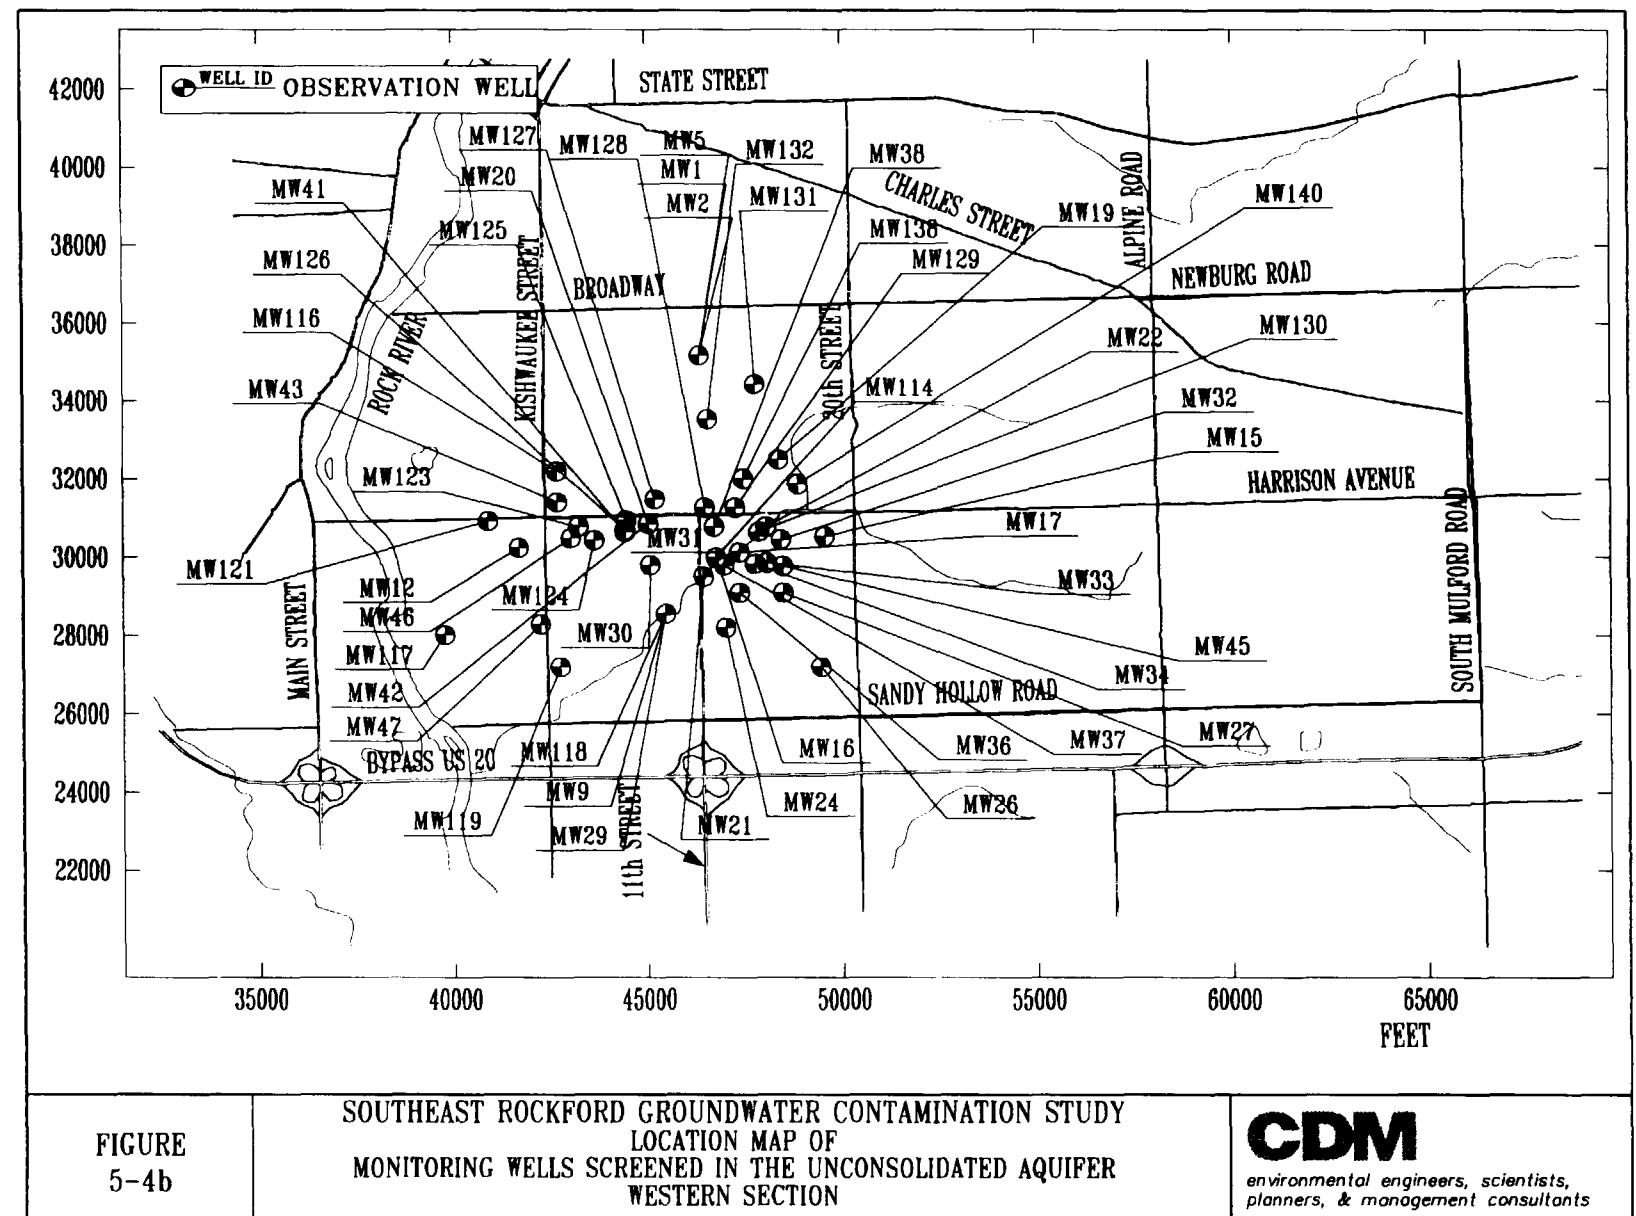 WELL ID
OBSERVATION WELL
STATE STREET
42000
MW127
MW128
MW5
MW132
MW38
40000
MW1
MW20
MW41
MW2
MW131
CHARLES STREET
MW140
MW19
ALPINE ROAD
38000
MW125
MW138
MW126
KISHWAUKEE STREET
BROADWAY
MW129
NEWBURG ROAD
36000
MW116
ROCK RIVER
20th STREET
MW22
MW130
34000
MW43
MW114
MW32
MW15
32000
MW123
HARRISON AVENUE
MW31
MW17
30000
MW121
MW12
MW124
MW33
MW46
MAIN STREET
SOUTH MULFORD ROAD
28000
MW117
MW30
MW45
MW34
MW42
SANDY HOLLOW ROAD
26000
MW47
BYPASS US 20
MW118
MW16
MW36
MW37
MW27
24000
MW9
MW24
MW26
MW119
MW29
11th STREET
MW21
22000
35000
40000
45000
50000
55000
60000
65000
FEET
FIGURE
5-4b
SOUTHEAST ROCKFORD GROUNDWATER CONTAMINATION STUDY
LOCATION MAP OF
MONITORING WELLS SCREENED IN THE UNCONSOLIDATED AQUIFER
WESTERN SECTION
CDM
environmental engineers, scientists,
planners, & management consultants